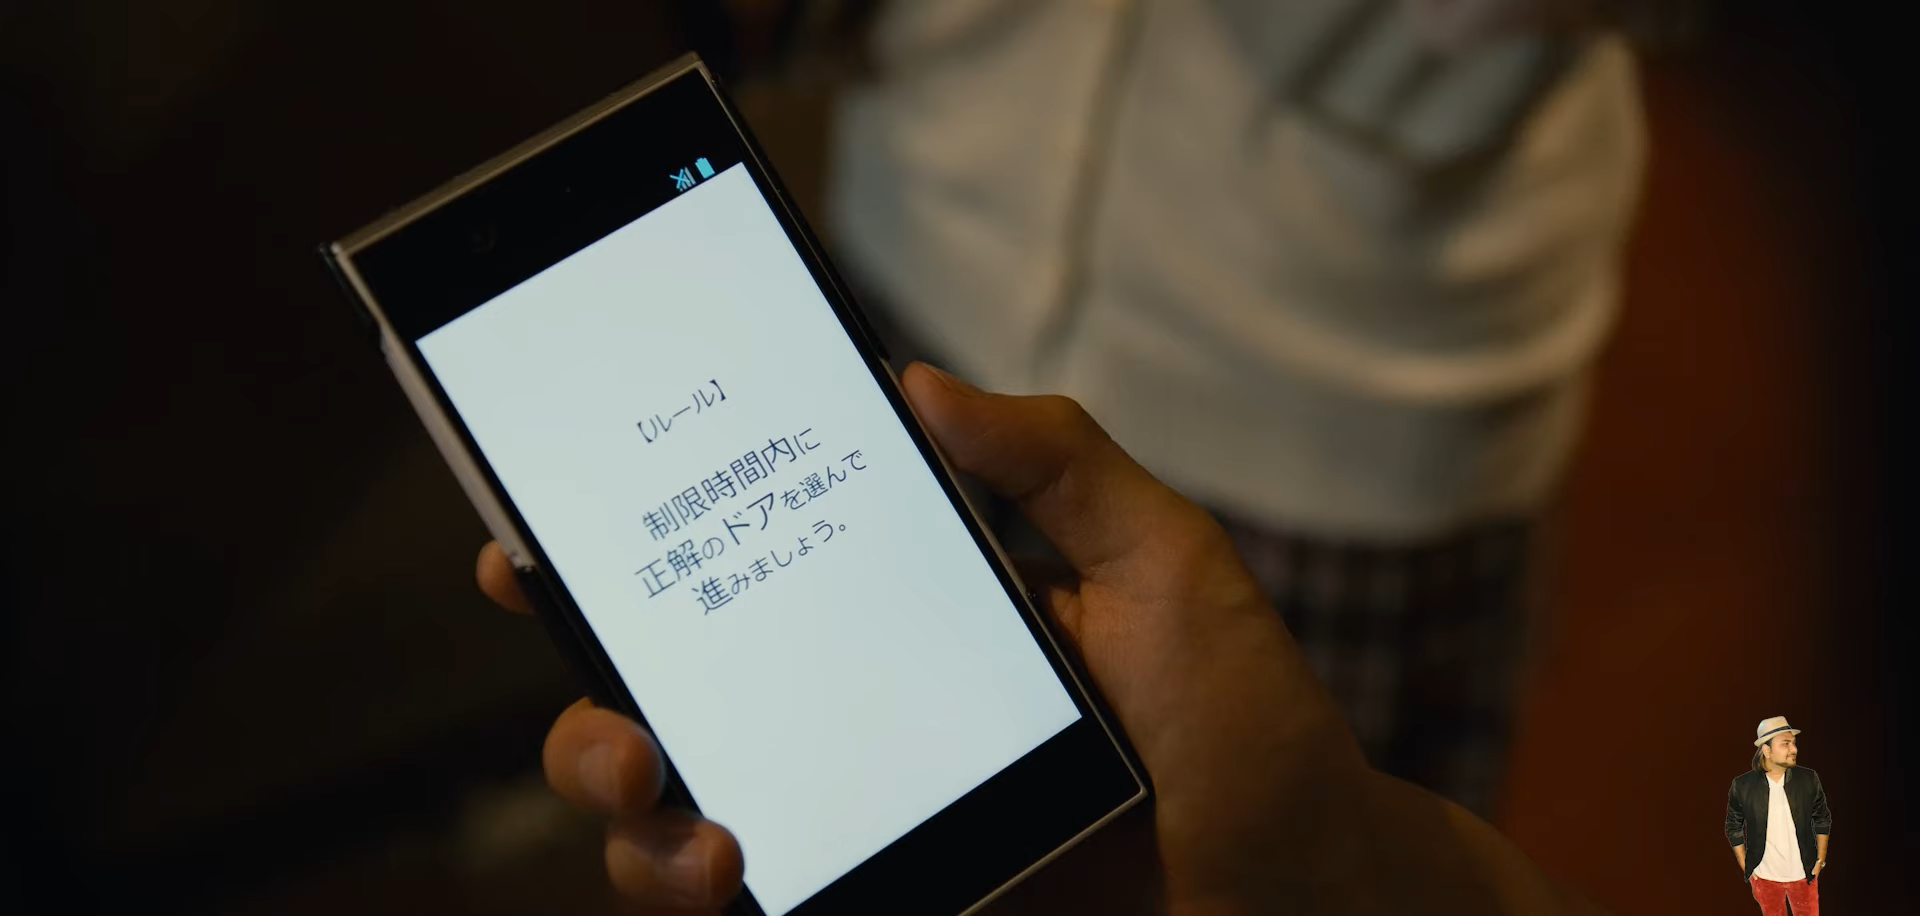 【ルール】
制限時間内に
正解のドアを選んで
進みましょう。